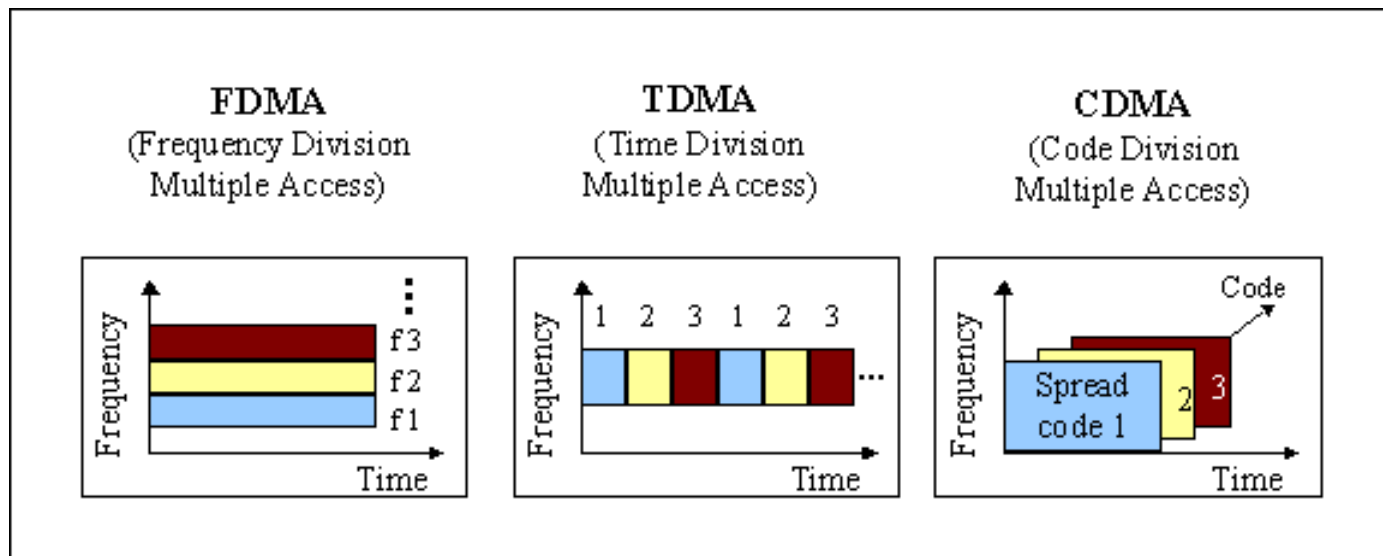 FDMA
(Frequency Division
Multiple Access)
TDMA
(Time Division
Multiple Access)
CDMA
(Code Division
Multiple Access)
Frequency
f3
f2
f1
Time
Frequency
1 2 3 1 2 3
...
Time
Frequency
Code
Spread
code 1
2
3
Time